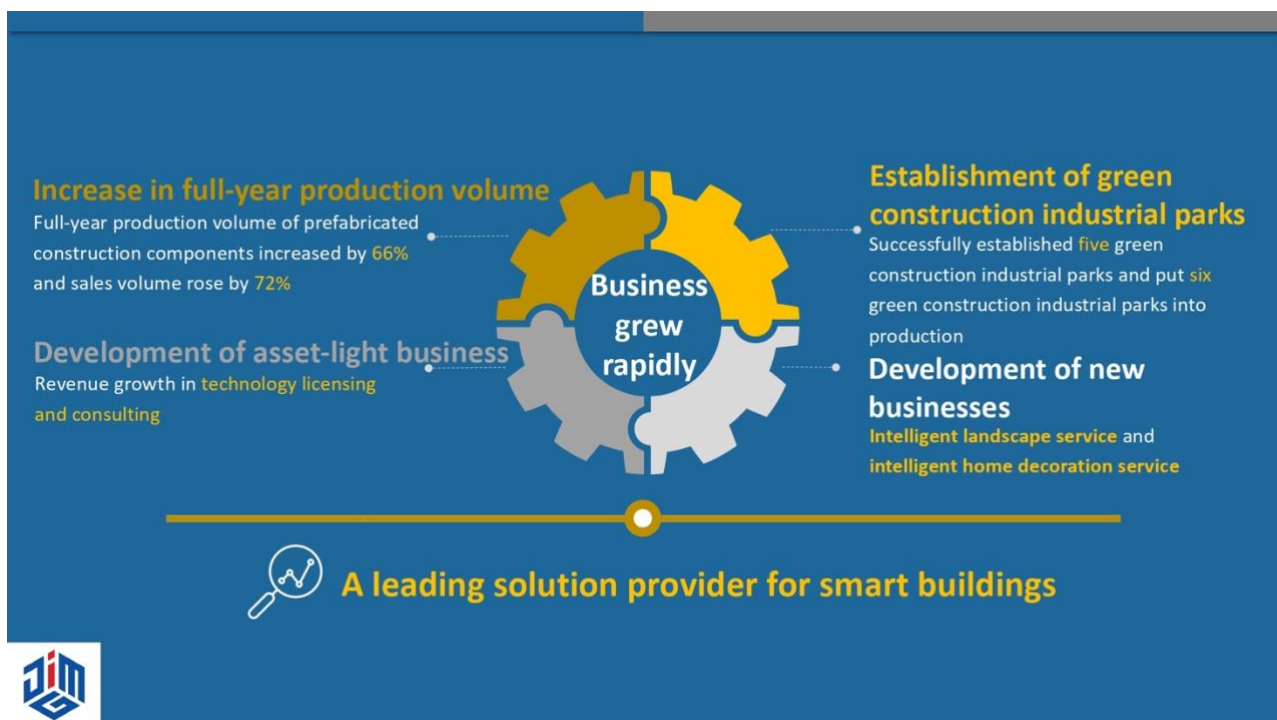 Increase in full-year production volume
Full-year production volume of prefabricated
construction components increased by 66%
and sales volume rose by 72%
Development of asset-light business
Revenue growth in technology licensing
and consulting
Business
grew
rapidly
Establishment of green
construction industrial parks
Successfully established five green
construction industrial parks and put six
green construction industrial parks into
production
Development of new
businesses
Intelligent landscape service and
intelligent home decoration service
A leading solution provider for smart buildings
JimG